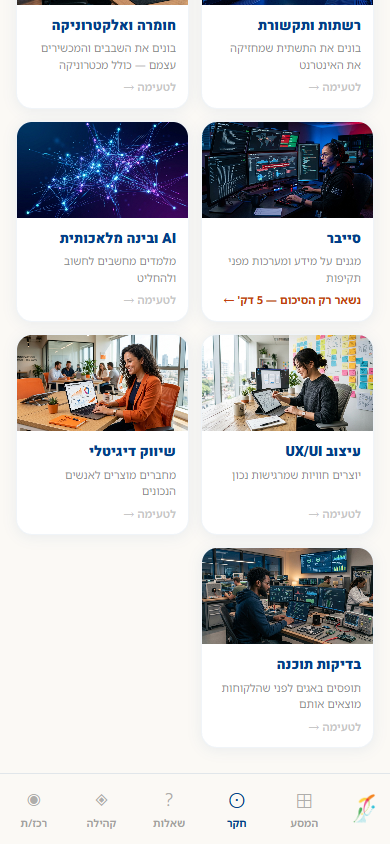 רשתות ותקשורת
בונים את התשתית שמחזיקה
את האינטרנט
לטעימה →
חומרה ואלקטרוניקה
בונים את השבבים והמכשירים
עצמם — כולל מכטרוניקה
לטעימה →
סייבר
מגנים על מידע ומערכות מפני
תקיפות
נשאר רק הסיכום — 5 דק' ←
AI ובינה מלאכותית
מלמדים מחשבים לחשוב
ולהחליט
לטעימה →
עיצוב UX/UI
יוצרים חוויות שמרגישות נכון
לטעימה →
שיווק דיגיטלי
מחברים מוצרים לאנשים
הנכונים
לטעימה →
בדיקות תוכנה
תופסים באגים לפני שהלקוחות
מוצאים אותם
לטעימה →
המסע
חקר
?
שאלות
קהילה
רכז/ת